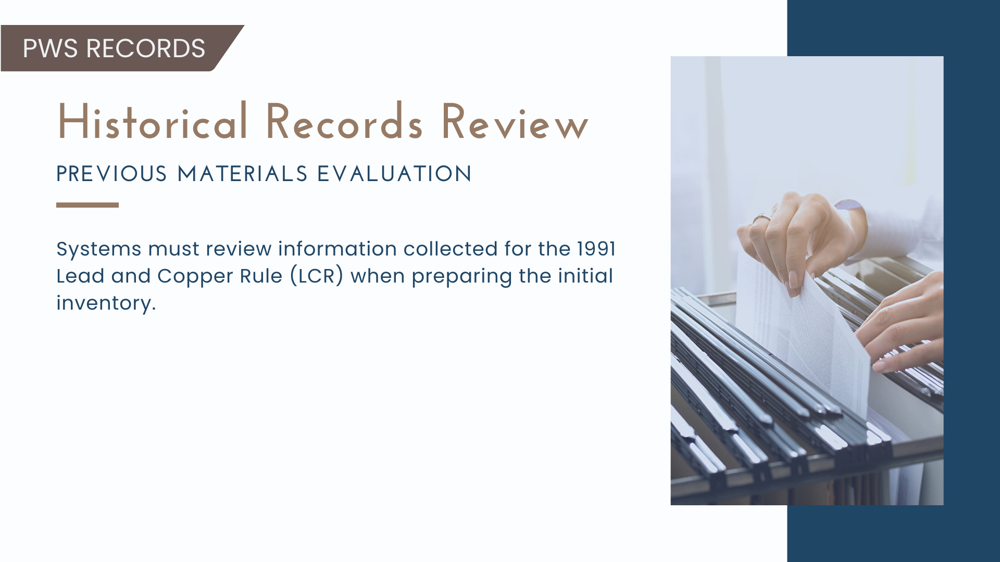 PWS RECORDS
Historical Records Review
PREVIOUS MATERIALS EVALUATION
Systems must review information collected for the 1991
Lead and Copper Rule (LCR) when preparing the initial
inventory.